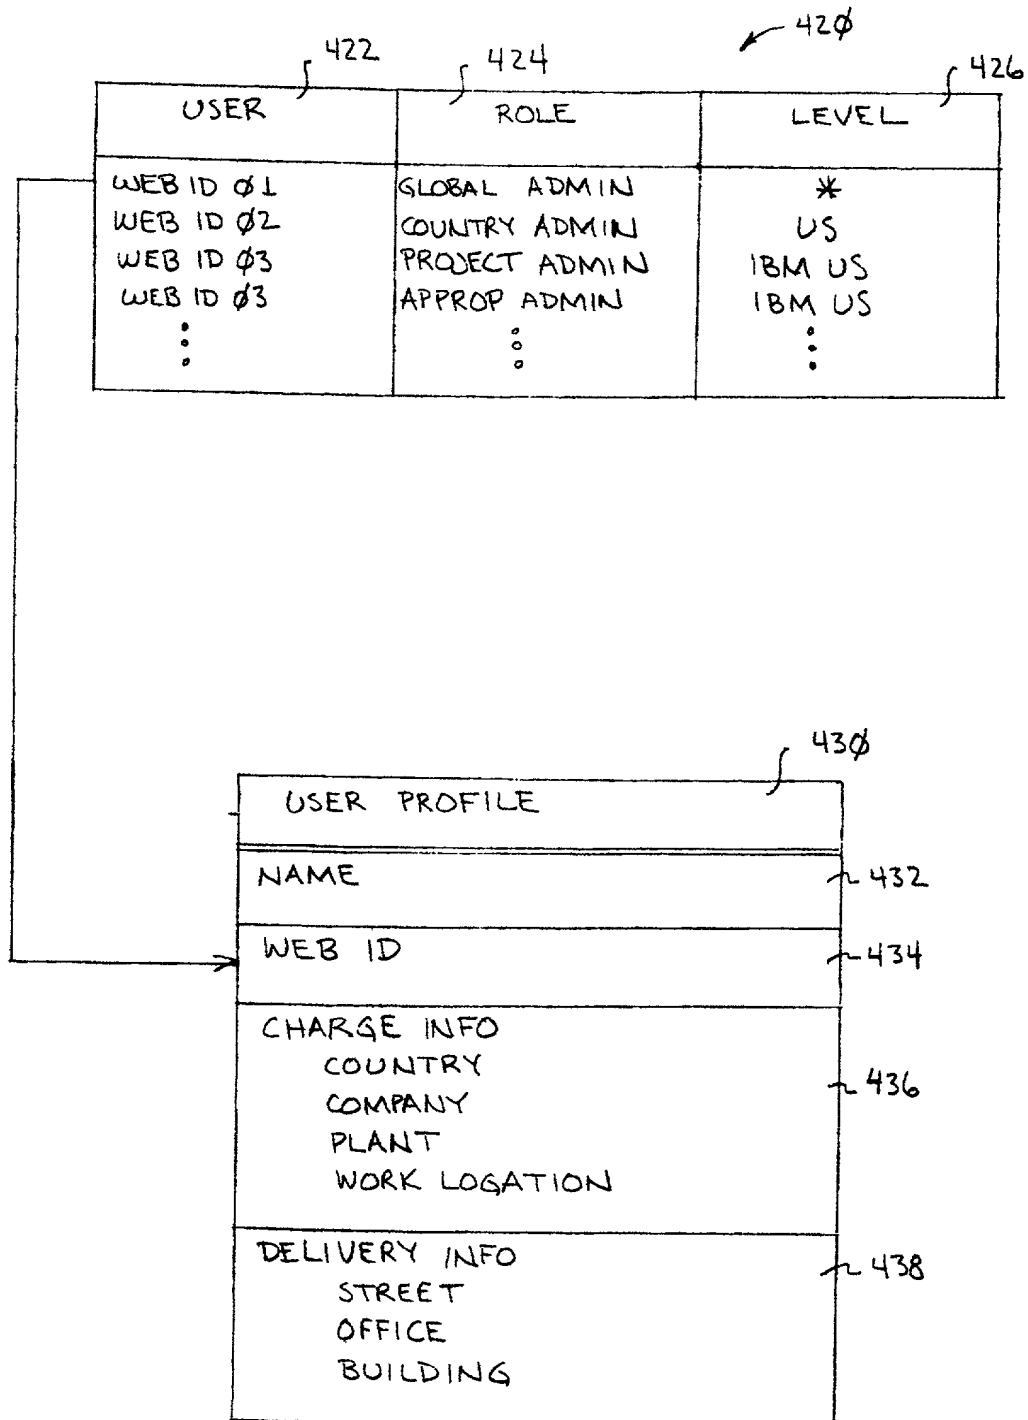 42Ø
422 424 426
USER ROLE LEVEL
WEB ID Ø1 GLOBAL ADMIN *
WEB ID Ø2 COUNTRY ADMIN US
WEB ID Ø3 PROJECT ADMIN IBM US
WEB ID Ø3 APPROP ADMIN IBM US
43Ø
USER PROFILE
NAME 432
WEB ID 434
CHARGE INFO
COUNTRY
436
COMPANY
PLANT
WORK LOGATION
DELIVERY INFO 438
STREET
OFFICE
BUILDING